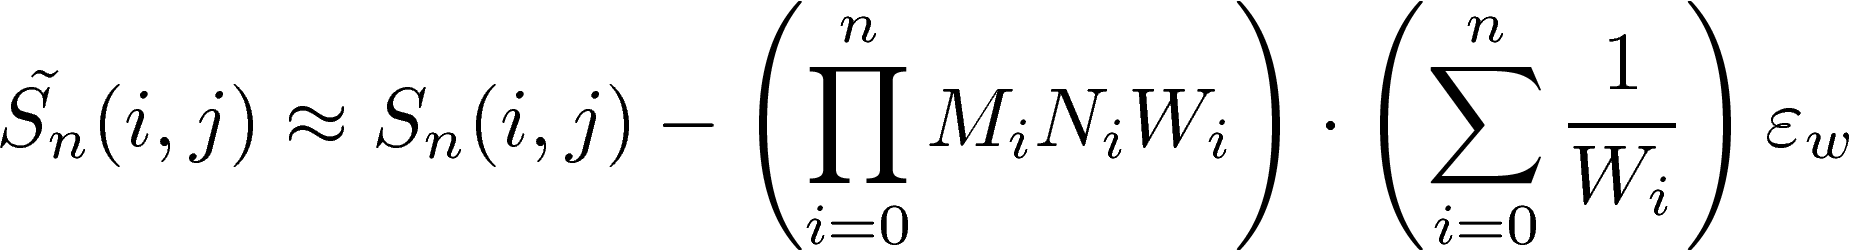 \tilde{S}_n(i,j) \approx S_n(i,j) - \left( \prod_{i=0}^{n} M_i N_i W_i \right) \cdot \left( \sum_{i=0}^{n} \frac{1}{W_i} \right) \varepsilon_w